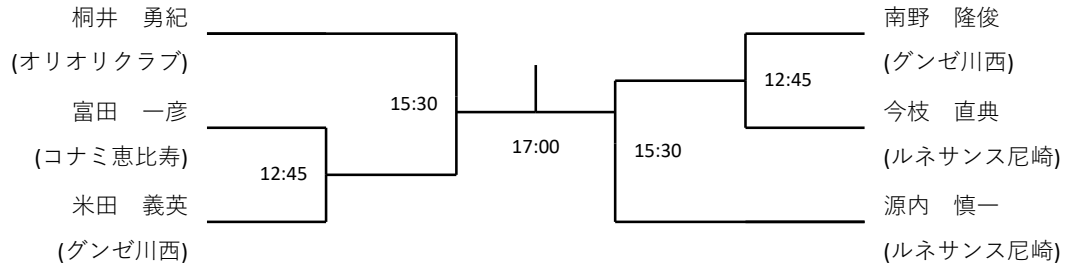 桐井　勇紀
(オリオリクラブ)
富田　一彦
(コナミ恵比寿)
米田　義英
(グンゼ川西)
15:30
12:45
17:00
南野　隆俊
(グンゼ川西)
今枝　直典
(ルネサンス尼崎)
源内　慎一
(ルネサンス尼崎)
12:45
15:30